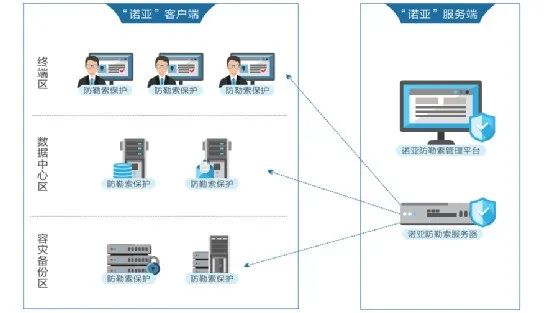 “诺亚”客户端
“诺亚”服务端
终端区
防勒索保护
防勒索保护
防勒索保护
数据中心区
防勒索保护
防勒索保护
容灾备份区
防勒索保护
防勒索保护
诺亚防勒索管理平台
诺亚防勒索服务器